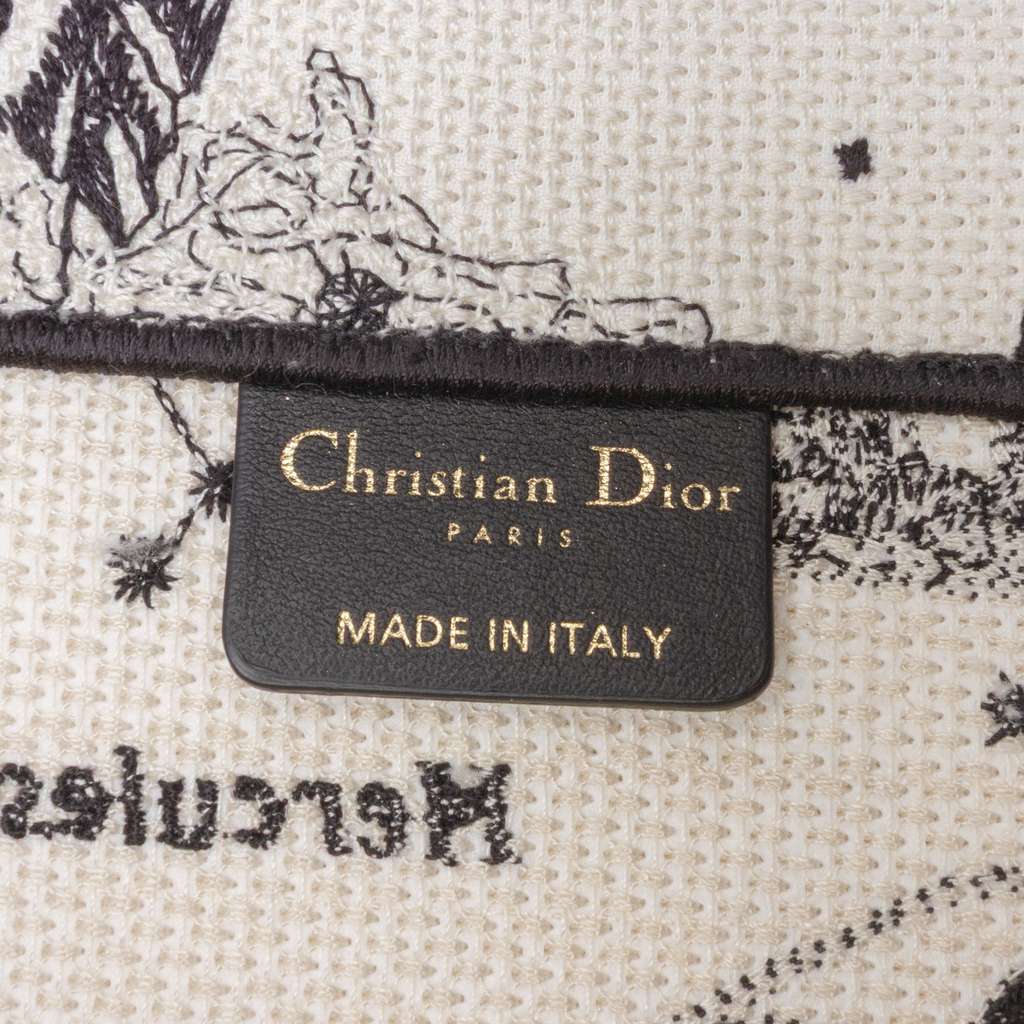 Christian Dior
PARIS
MADE IN ITALY
Hercules